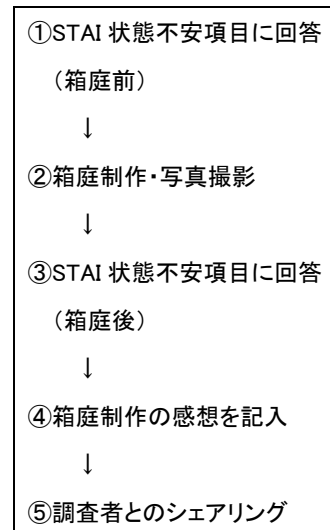 ①STAI 状態不安項目に回答
（箱庭前）
↓
②箱庭制作・写真撮影
↓
③STAI 状態不安項目に回答
（箱庭後）
↓
④箱庭制作の感想を記入
↓
⑤調査者とのシェアリング